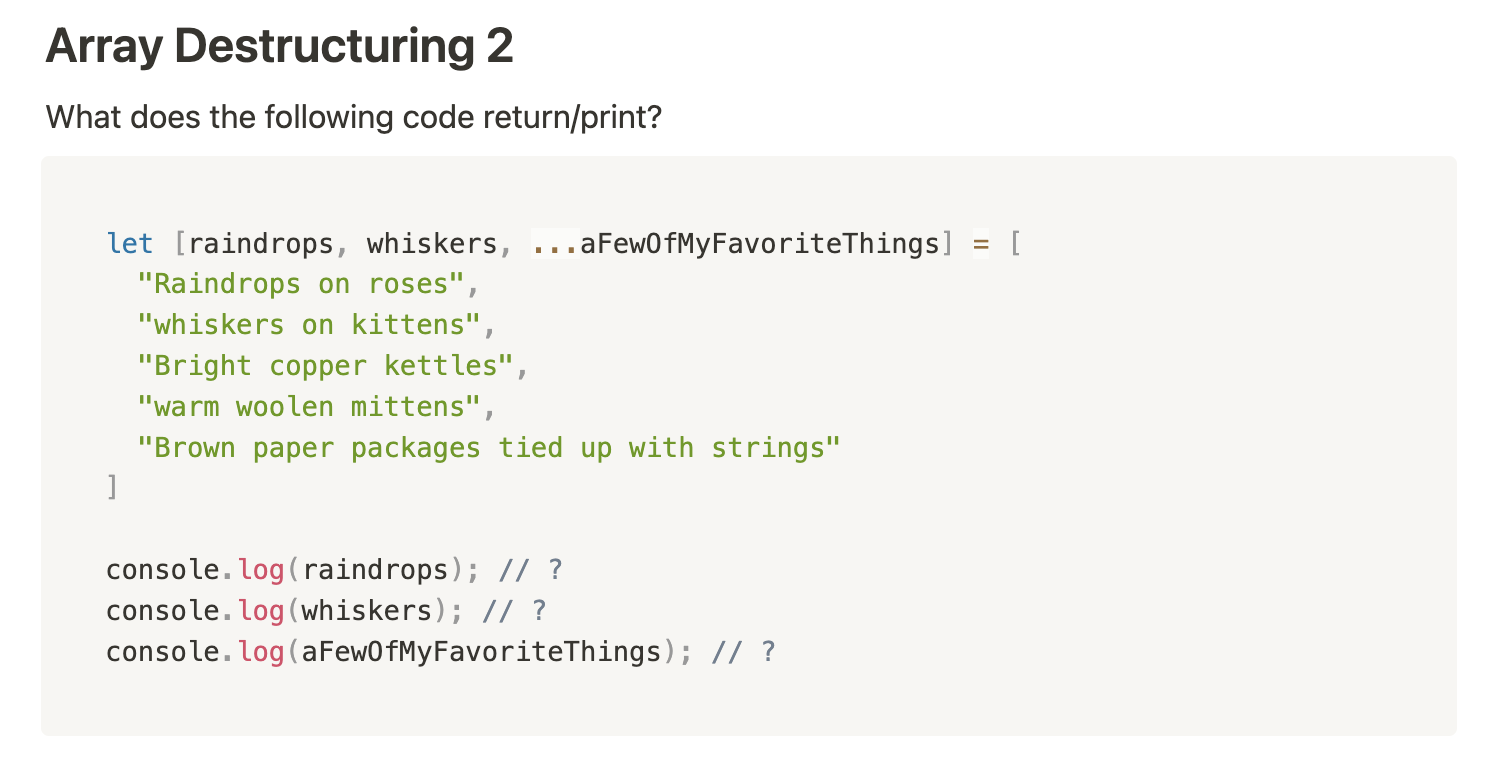 Array Destructuring 2
What does the following code return/print?
let [raindrops, whiskers, ...aFewOfMyFavoriteThings] = [
  "Raindrops on roses",
  "whiskers on kittens",
  "Bright copper kettles",
  "warm woolen mittens",
  "Brown paper packages tied up with strings"
]
console.log(raindrops); // ?
console.log(whiskers); // ?
console.log(aFewOfMyFavoriteThings); // ?